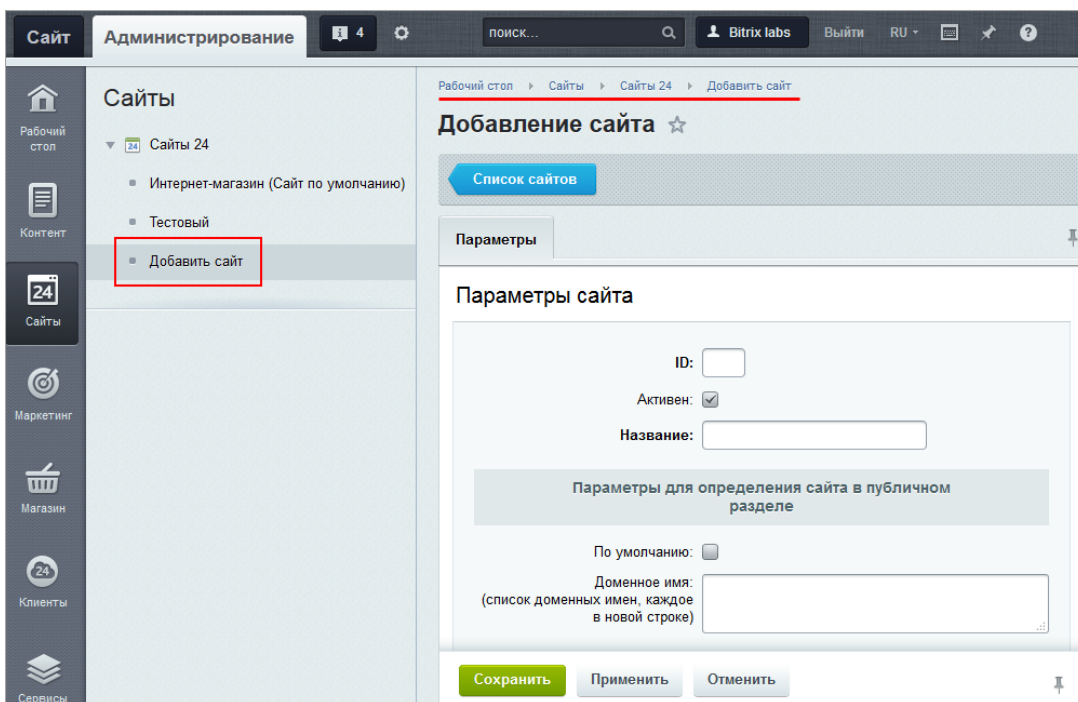 Сайт
Администрирование
4
поиск...
Bitrix labs
Выйти
RU
?
Рабочий
стол
Контент
24
Сайты
Маркетинг
Магазин
24
Клиенты
Сервисы
Сайты
24 Сайты 24
Интернет-магазин (Сайт по умолчанию)
Тестовый
Добавить сайт
Рабочий стол Сайты Сайты 24 Добавить сайт
Добавление сайта
Список сайтов
Параметры
Параметры сайта
ID:
Активен:
Название:
Параметры для определения сайта в публичном
разделе
По умолчанию:
Доменное имя:
(список доменных имен, каждое
в новой строке)
Сохранить
Применить
Отменить